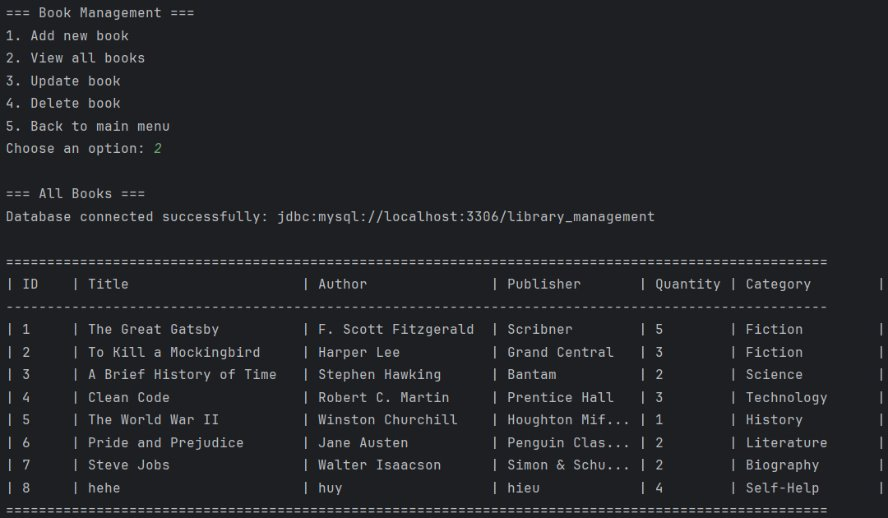 === Book Management ===
1. Add new book
2. View all books
3. Update book
4. Delete book
5. Back to main menu
Choose an option: 2
=== All Books ===
Database connected successfully: jdbc:mysql://localhost:3306/library_management
====================================================================================================
| ID    | Title                     | Author               | Publisher       | Quantity | Category        |
----------------------------------------------------------------------------------------------------
| 1     | The Great Gatsby          | F. Scott Fitzgerald  | Scribner        | 5        | Fiction         |
| 2     | To Kill a Mockingbird     | Harper Lee           | Grand Central   | 3        | Fiction         |
| 3     | A Brief History of Time   | Stephen Hawking      | Bantam          | 2        | Science         |
| 4     | Clean Code                | Robert C. Martin     | Prentice Hall   | 3        | Technology      |
| 5     | The World War II          | Winston Churchill    | Houghton Mif... | 1        | History         |
| 6     | Pride and Prejudice       | Jane Austen          | Penguin Clas... | 2        | Literature      |
| 7     | Steve Jobs                | Walter Isaacson      | Simon & Schu... | 2        | Biography       |
| 8     | hehe                      | huy                  | hieu            | 4        | Self-Help       |
====================================================================================================